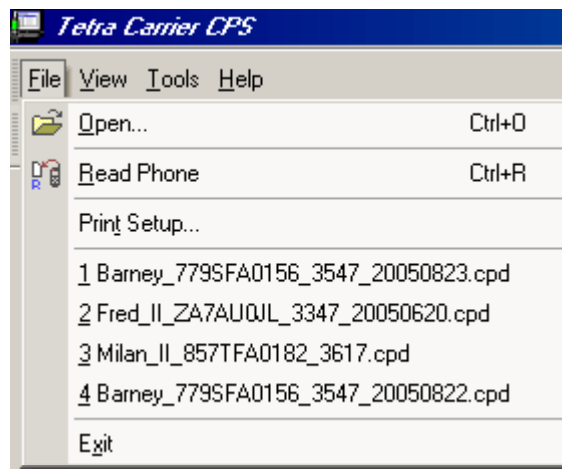 Tetra Carrier CPS
File View Tools Help
Open... Ctrl+O
Read Phone Ctrl+R
Print Setup...
1 Barney_779SFA0156_3547_20050823.cpd
2 Fred_II_ZA7AU0JL_3347_20050620.cpd
3 Milan_II_857TFA0182_3617.cpd
4 Barney_779SFA0156_3547_20050822.cpd
Exit